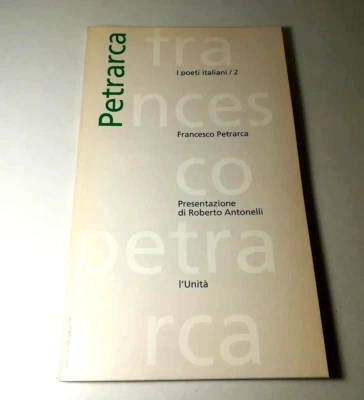 Petrarca
fra
I poeti italiani / 2
nces
Francesco Petrarca
co
Presentazione
di Roberto Antonelli
petra
l'Unità
rca